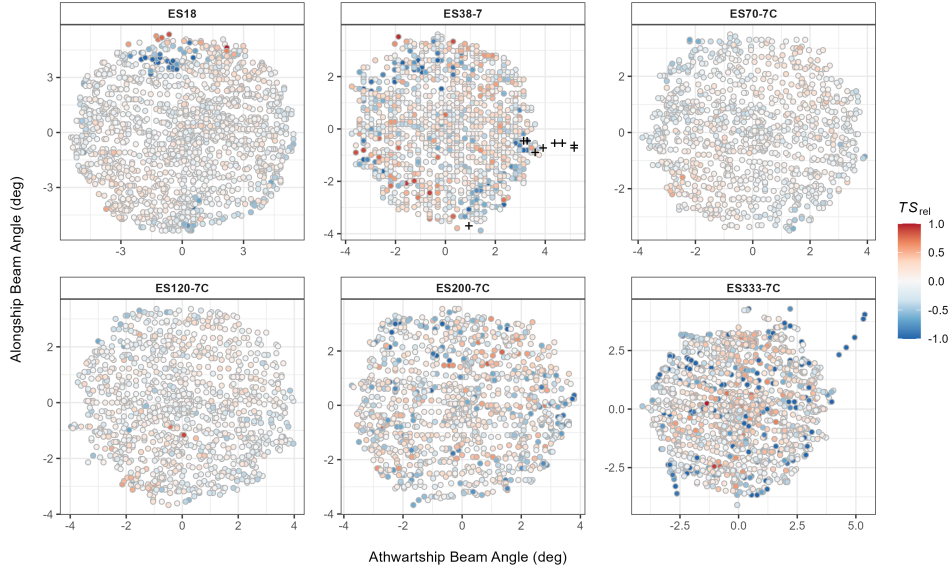 ES18 ES38-7 ES70-7C
3 0 -3
2 0 -2 -4
2 0 -2
-3 0 3
-4 -2 0 2 4
-4 -2 0 2 4
Alongship Beam Angle (deg)
TS rel
1.0
0.5
0.0
-0.5
-1.0
ES120-7C ES200-7C ES333-7C
2 0 -2 -4
2 0 -2 -4
2.5 0.0 -2.5
-4 -2 0 2 4
-4 -2 0 2 4
-2.5 0.0 2.5 5.0
Athwartship Beam Angle (deg)